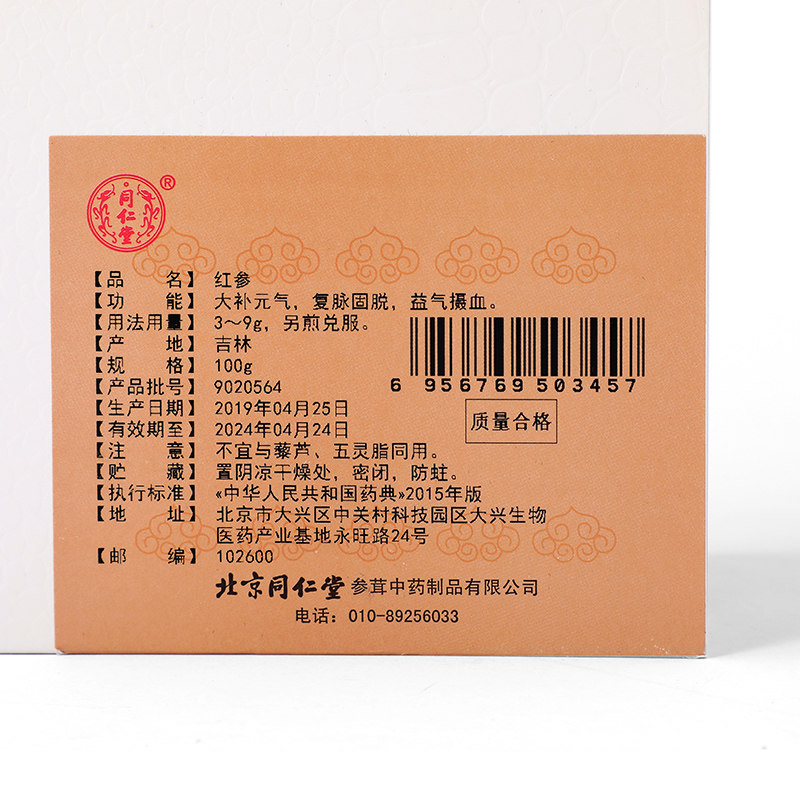 同仁堂®
【品名】红参
【功能】大补元气，复脉固脱，益气摄血。
【用法用量】3～9g，另煎兑服。
【产地】吉林
【规格】100g
【产品批号】9020564
【生产日期】2019年04月25日
【有效期至】2024年04月24日
【注意】不宜与藜芦、五灵脂同用。
【贮藏】置阴凉干燥处，密闭，防蛀。
【执行标准】《中华人民共和国药典》2015年版
【地址】北京市大兴区中关村科技园区大兴生物
医药产业基地永旺路24号
【邮编】102600
6 956769 503457
质量合格
北京同仁堂 参茸中药制品有限公司
电话：010-89256033